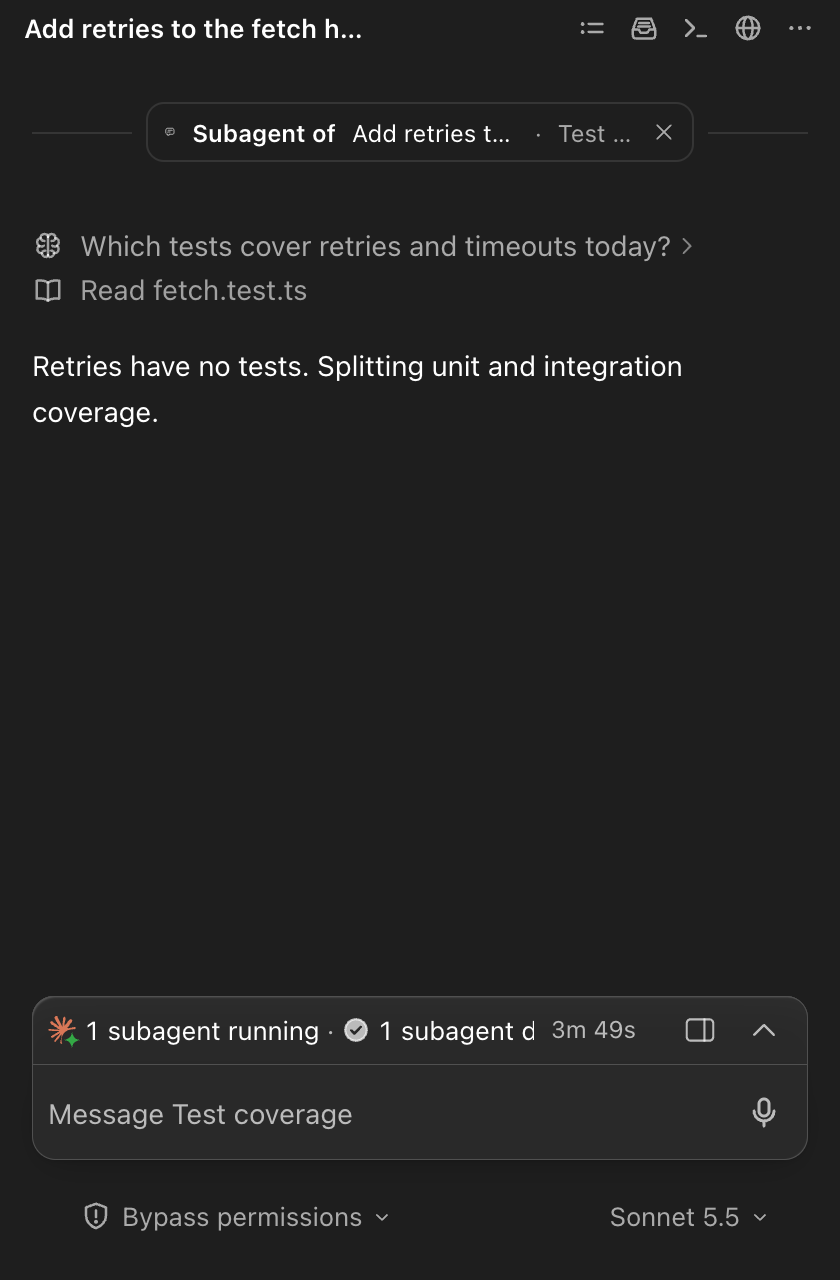 Add retries to the fetch h...
Subagent of Add retries t... · Test ...
Which tests cover retries and timeouts today?
Read fetch.test.ts
Retries have no tests. Splitting unit and integration
coverage.
1 subagent running · 1 subagent d 3m 49s
Message Test coverage
Bypass permissions Sonnet 5.5